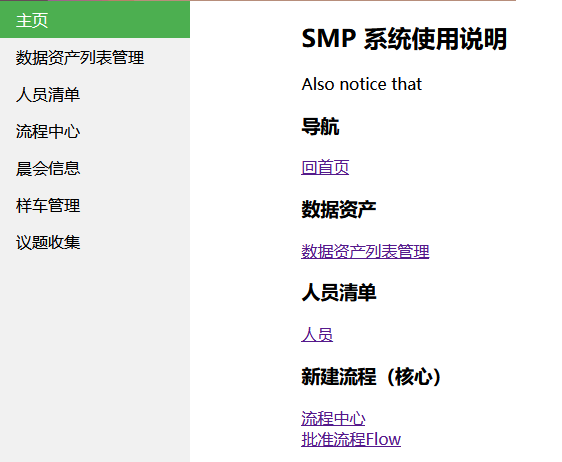 主页
数据资产列表管理
人员清单
流程中心
晨会信息
样车管理
议题收集
SMP 系统使用说明
Also notice that
导航
回首页
数据资产
数据资产列表管理
人员清单
人员
新建流程（核心）
流程中心
批准流程Flow